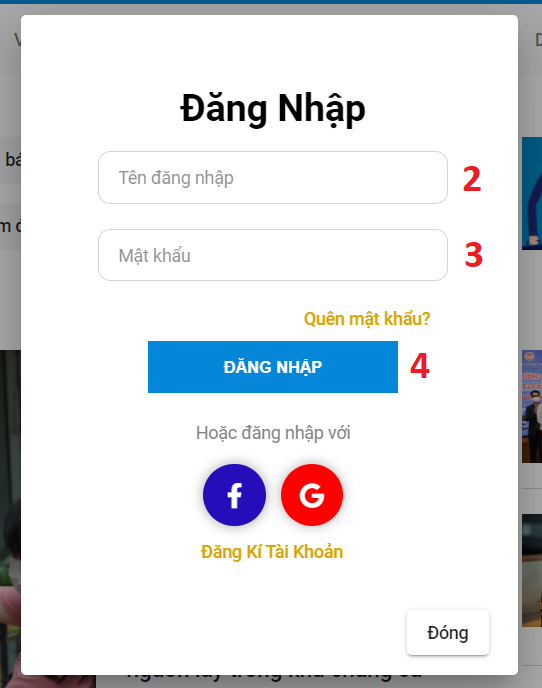 Đăng Nhập
Tên đăng nhập 2
Mật khẩu 3
Quên mật khẩu?
ĐĂNG NHẬP 4
Hoặc đăng nhập với
f G
Đăng Kí Tài Khoản
Đóng